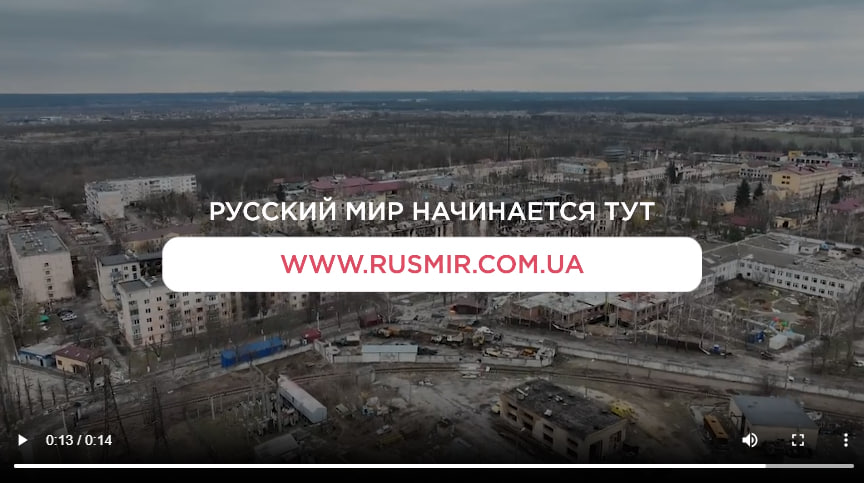 РУССКИЙ МИР НАЧИНАЕТСЯ ТУТ
WWW.RUSMIR.COM.UA
0:13 / 0:14